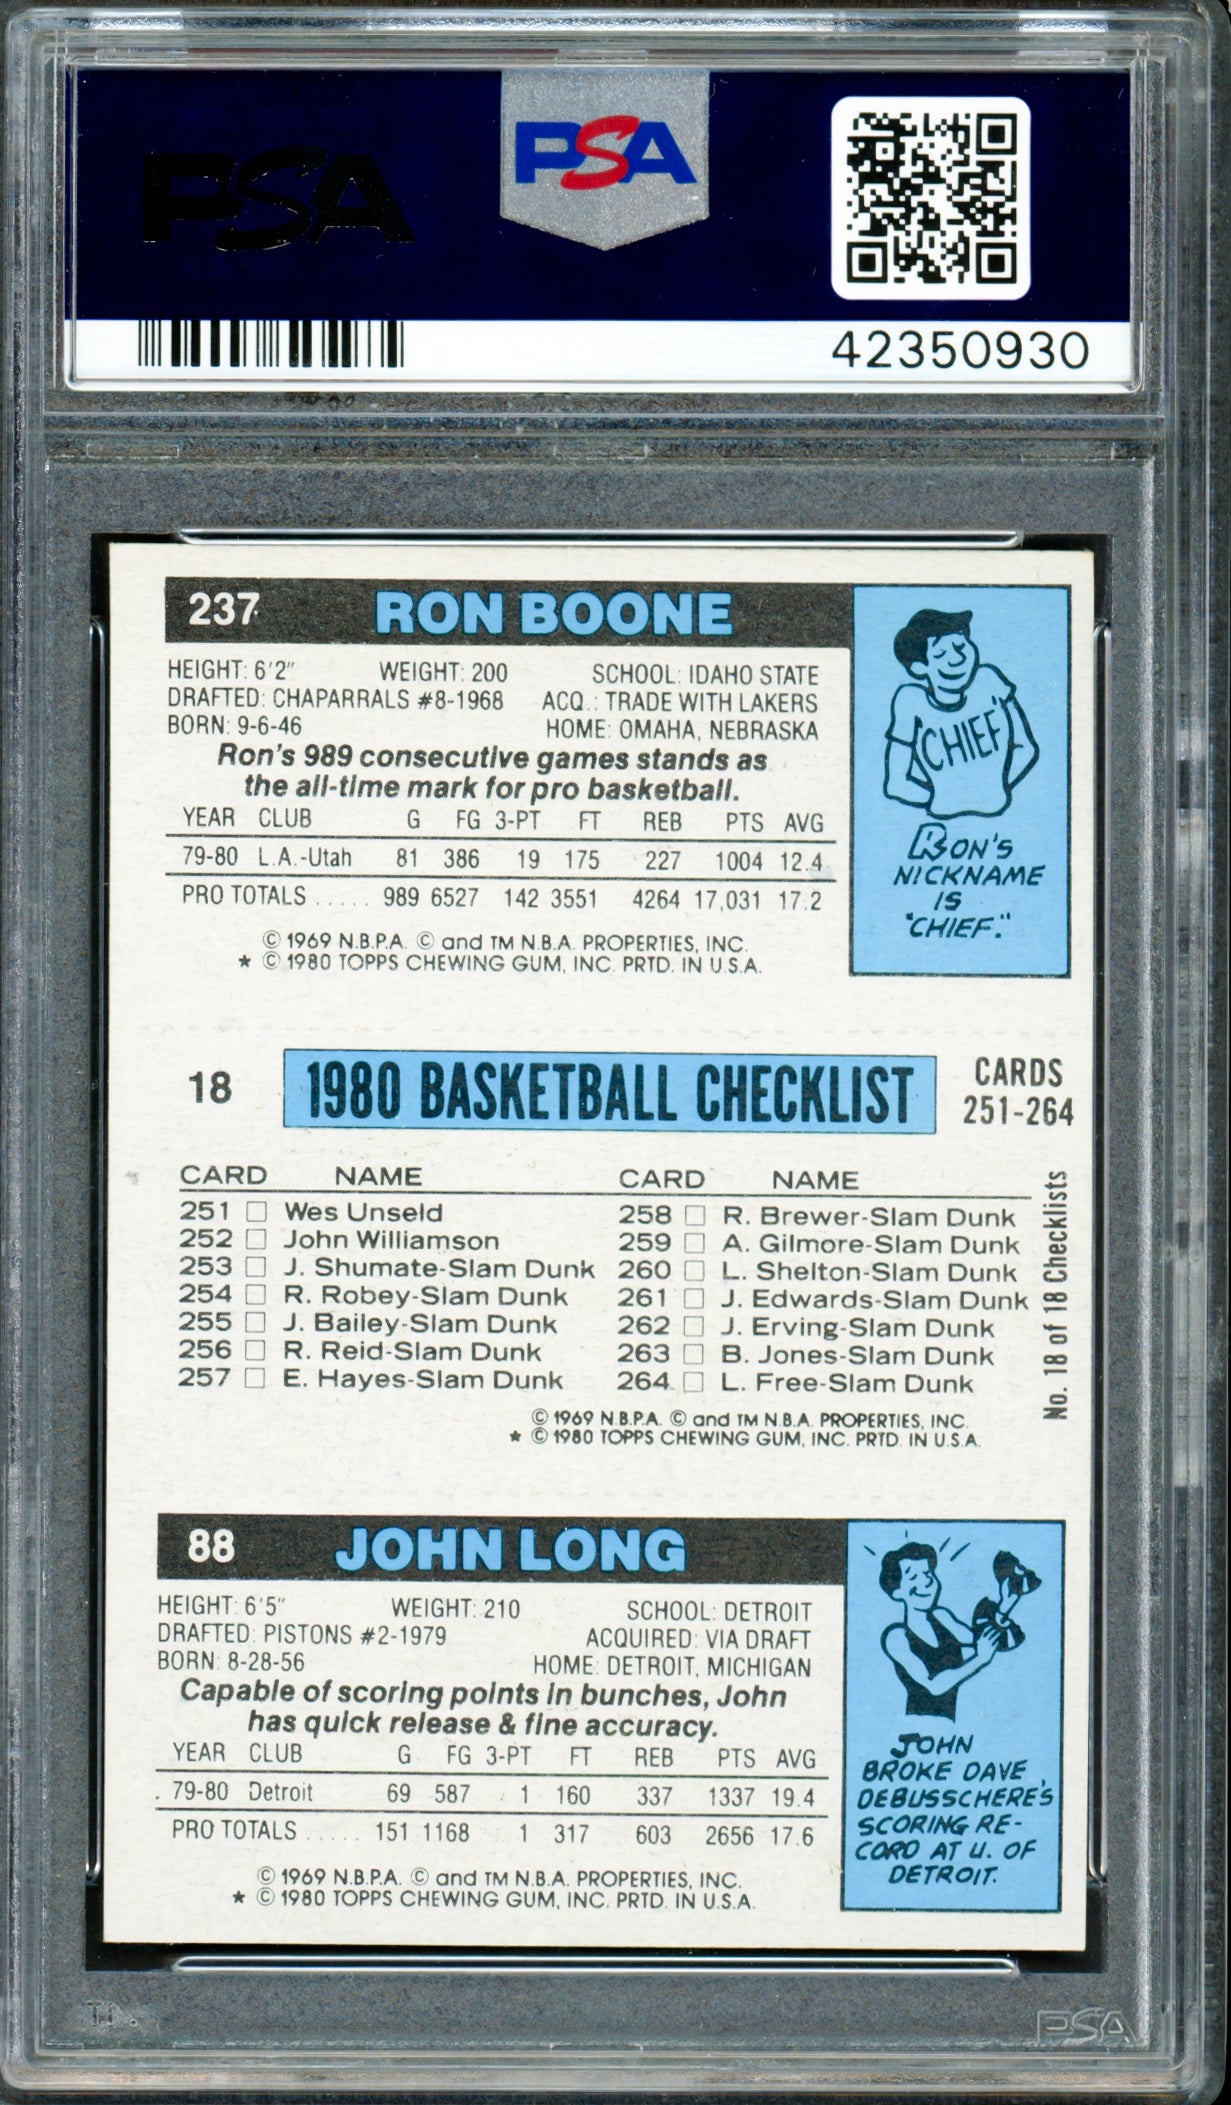 PSA
PSA
42350930
237 RON BOONE
HEIGHT: 6'2" WEIGHT: 200 SCHOOL: IDAHO STATE
DRAFTED: CHAPARRALS #8-1968 ACQ.: TRADE WITH LAKERS
BORN: 9-6-46 HOME: OMAHA, NEBRASKA
Ron's 989 consecutive games stands as
the all-time mark for pro basketball.
YEAR CLUB G FG 3-PT FT REB PTS AVG
79-80 L.A.-Utah 81 386 19 175 227 1004 12.4
PRO TOTALS ..... 989 6527 142 3551 4264 17,031 17.2
© 1969 N.B.P.A. © and TM N.B.A. PROPERTIES, INC.
* © 1980 TOPPS CHEWING GUM, INC. PRTD. IN U.S.A.
CHIEF
RON'S
NICKNAME
IS
"CHIEF."
18 1980 BASKETBALL CHECKLIST CARDS
251-264
CARD NAME CARD NAME
251 □ Wes Unseld 258 □ R. Brewer-Slam Dunk
252 □ John Williamson 259 □ A. Gilmore-Slam Dunk
253 □ J. Shumate-Slam Dunk 260 □ L. Shelton-Slam Dunk
254 □ R. Robey-Slam Dunk 261 □ J. Edwards-Slam Dunk
255 □ J. Bailey-Slam Dunk 262 □ J. Erving-Slam Dunk
256 □ R. Reid-Slam Dunk 263 □ B. Jones-Slam Dunk
257 □ E. Hayes-Slam Dunk 264 □ L. Free-Slam Dunk
No. 18 of 18 Checklists
© 1969 N.B.P.A. © and TM N.B.A. PROPERTIES, INC.
* © 1980 TOPPS CHEWING GUM, INC. PRTD. IN U.S.A.
88 JOHN LONG
HEIGHT: 6'5" WEIGHT: 210 SCHOOL: DETROIT
DRAFTED: PISTONS #2-1979 ACQUIRED: VIA DRAFT
BORN: 8-28-56 HOME: DETROIT, MICHIGAN
Capable of scoring points in bunches, John
has quick release & fine accuracy.
YEAR CLUB G FG 3-PT FT REB PTS AVG
79-80 Detroit 69 587 1 160 337 1337 19.4
PRO TOTALS ..... 151 1168 1 317 603 2656 17.6
© 1969 N.B.P.A. © and TM N.B.A. PROPERTIES, INC.
* © 1980 TOPPS CHEWING GUM, INC. PRTD. IN U.S.A.
JOHN
BROKE DAVE
DEBUSSCHERE'S
SCORING RE-
CORD AT U. OF
DETROIT.
PSA